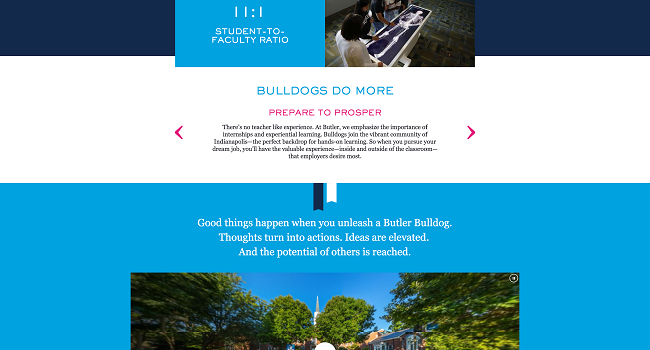 11:1
STUDENT-TO-
FACULTY RATIO
BULLDOGS DO MORE
PREPARE TO PROSPER
There's no teacher like experience. At Butler, we emphasize the importance of
internships and experiential learning. Bulldogs join the vibrant community of
Indianapolis—the perfect backdrop for hands-on learning. So when you pursue your
dream job, you'll have the valuable experience—inside and outside of the classroom—
that employers desire most.
Good things happen when you unleash a Butler Bulldog.
Thoughts turn into actions. Ideas are elevated.
And the potential of others is reached.